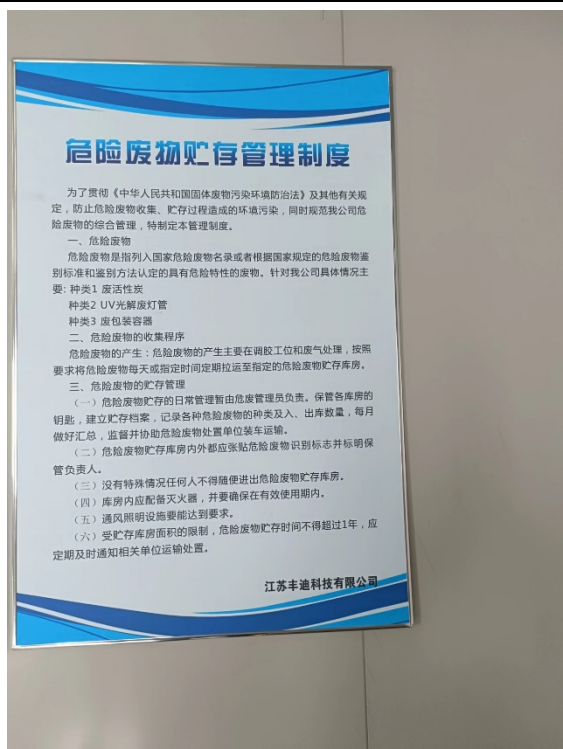 危险废物贮存管理制度
为了贯彻《中华人民共和国固体废物污染环境防治法》及其他有关规
定，防止危险废物收集、贮存过程造成的环境污染，同时规范我公司危
险废物的综合管理，特制定本管理制度。
一、危险废物
危险废物是指列入国家危险废物名录或者根据国家规定的危险废物鉴
别标准和鉴别方法认定的具有危险特性的废物。针对我公司具体情况主
要: 种类1 废活性炭
种类2 UV光解废灯管
种类3 废包装容器
二、危险废物的收集程序
危险废物的产生：危险废物的产生主要在调胶工位和废气处理，按照
要求将危险废物每天或指定时间定期拉运至指定的危险废物贮存库房。
三、危险废物的贮存管理
（一）危险废物贮存的日常管理暂由危废管理员负责。保管各库房的
钥匙，建立贮存档案，记录各种危险废物的种类及入、出库数量，每月
做好汇总，监督并协助危险废物处置单位装车运输。
（二）危险废物贮存库房内外都应张贴危险废物识别标志并标明保
管负责人。
（三）没有特殊情况任何人不得随便进出危险废物贮存库房。
（四）库房内应配备灭火器，并要确保在有效使用期内。
（五）通风照明设施要能达到要求。
（六）受贮存库房面积的限制，危险废物贮存时间不得超过1年，应
定期及时通知相关单位运输处置。
江苏丰迪科技有限公司